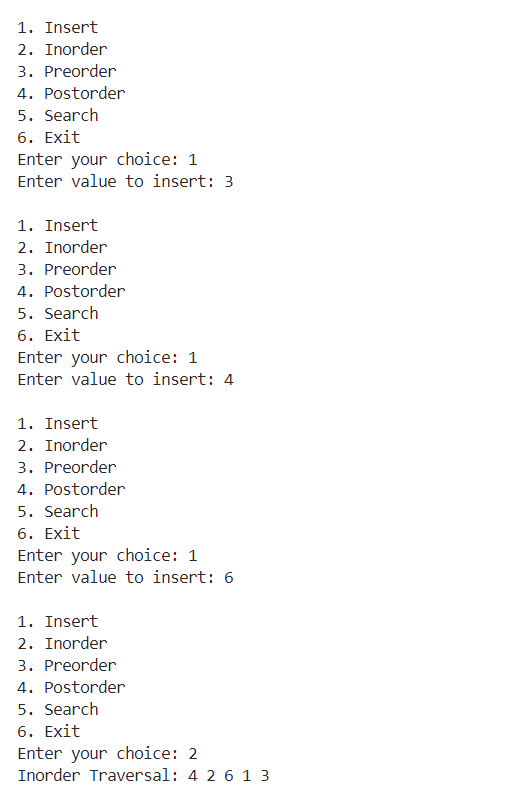 1. Insert
2. Inorder
3. Preorder
4. Postorder
5. Search
6. Exit
Enter your choice: 1
Enter value to insert: 3
1. Insert
2. Inorder
3. Preorder
4. Postorder
5. Search
6. Exit
Enter your choice: 1
Enter value to insert: 4
1. Insert
2. Inorder
3. Preorder
4. Postorder
5. Search
6. Exit
Enter your choice: 1
Enter value to insert: 6
1. Insert
2. Inorder
3. Preorder
4. Postorder
5. Search
6. Exit
Enter your choice: 2
Inorder Traversal: 4 2 6 1 3